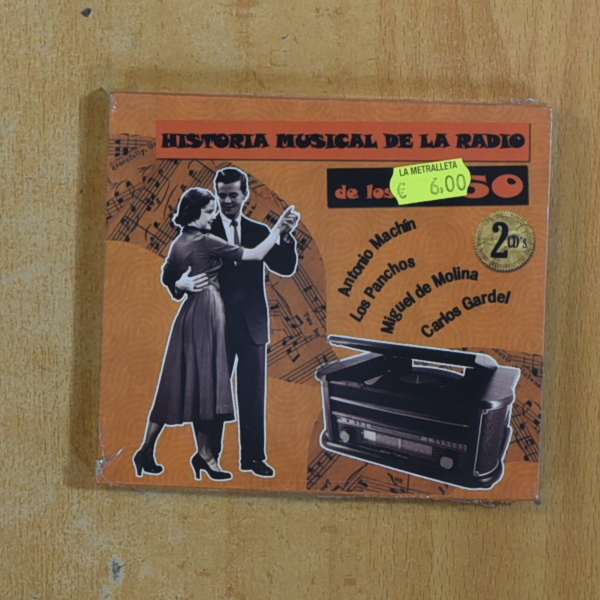 HISTORIA MUSICAL DE LA RADIO
LA METRALLETA
€ 6,00
de los 50
2
CD's
Antonio Machín
Los Panchos
Miguel de Molina
Carlos Gardel